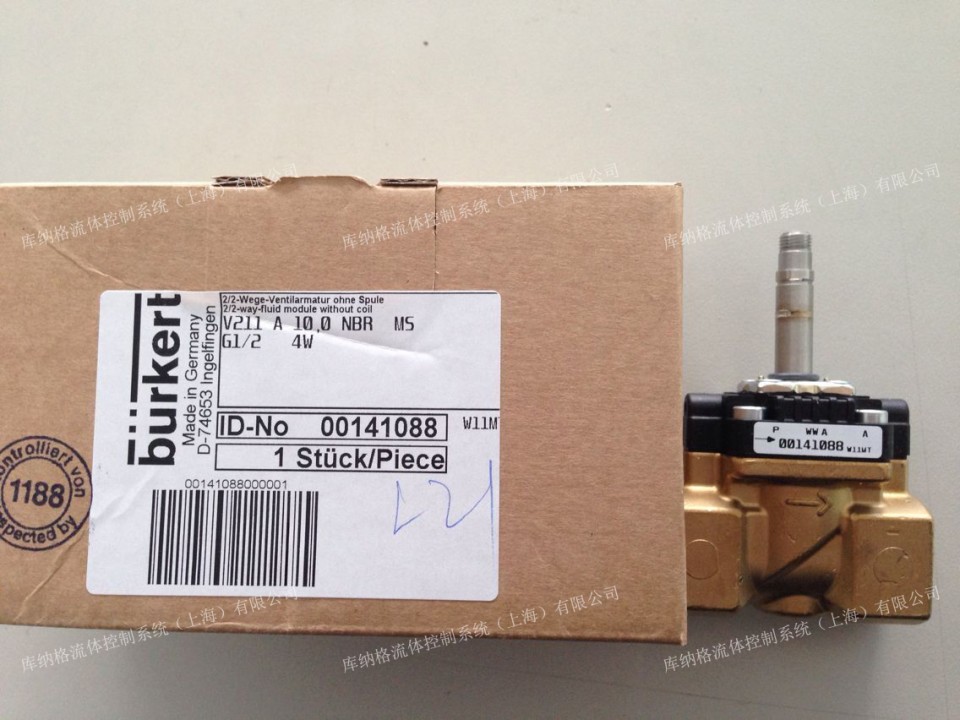 库纳格流体控制系统（上海）有限公司
库纳格流体控制系统（上海）有限公司
库纳格流体控制系统（上海）有限公司
bürkert
Made in Germany
D-74653 Ingelfingen
2/2-Wege-Ventilarmatur ohne Spule
2/2-way-fluid module without coil
V211 A 10,0 NBR MS
G1/2 4W
ID-No 00141088
W11M
1 Stück/Piece
00141088000001
controlliert von
1188
spected by
P WWA A
00141088 W11MT
库纳格流体控制系统（上海）有限公司
库纳格流体控制系统（上海）有限公司
库纳格流体控制系统（上海）有限公司